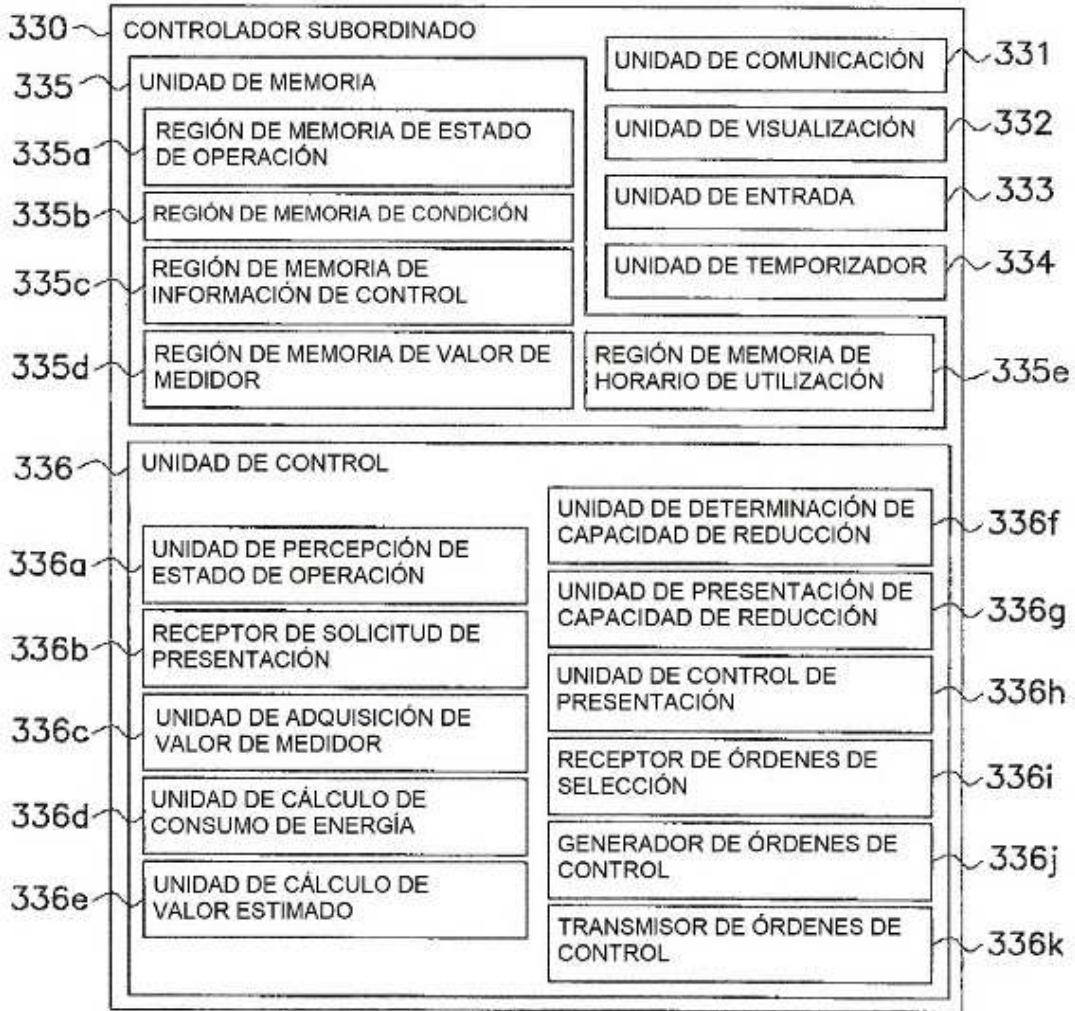 330 CONTROLADOR SUBORDINADO
335 UNIDAD DE MEMORIA
335a REGIÓN DE MEMORIA DE ESTADO
DE OPERACIÓN
335b REGIÓN DE MEMORIA DE CONDICIÓN
335c REGIÓN DE MEMORIA DE
INFORMACIÓN DE CONTROL
335d REGIÓN DE MEMORIA DE VALOR DE
MEDIDOR
UNIDAD DE COMUNICACIÓN 331
UNIDAD DE VISUALIZACIÓN 332
UNIDAD DE ENTRADA 333
UNIDAD DE TEMPORIZADOR 334
REGIÓN DE MEMORIA DE
HORARIO DE UTILIZACIÓN 335e
336 UNIDAD DE CONTROL
336a UNIDAD DE PERCEPCIÓN DE
ESTADO DE OPERACIÓN
336b RECEPTOR DE SOLICITUD DE
PRESENTACIÓN
336c UNIDAD DE ADQUISICIÓN DE
VALOR DE MEDIDOR
336d UNIDAD DE CÁLCULO DE
CONSUMO DE ENERGÍA
336e UNIDAD DE CÁLCULO DE
VALOR ESTIMADO
UNIDAD DE DETERMINACIÓN DE
CAPACIDAD DE REDUCCIÓN 336f
UNIDAD DE PRESENTACIÓN DE
CAPACIDAD DE REDUCCIÓN 336g
UNIDAD DE CONTROL DE
PRESENTACIÓN 336h
RECEPTOR DE ÓRDENES DE
SELECCIÓN 336i
GENERADOR DE ÓRDENES DE
CONTROL 336j
TRANSMISOR DE ÓRDENES DE
CONTROL 336k